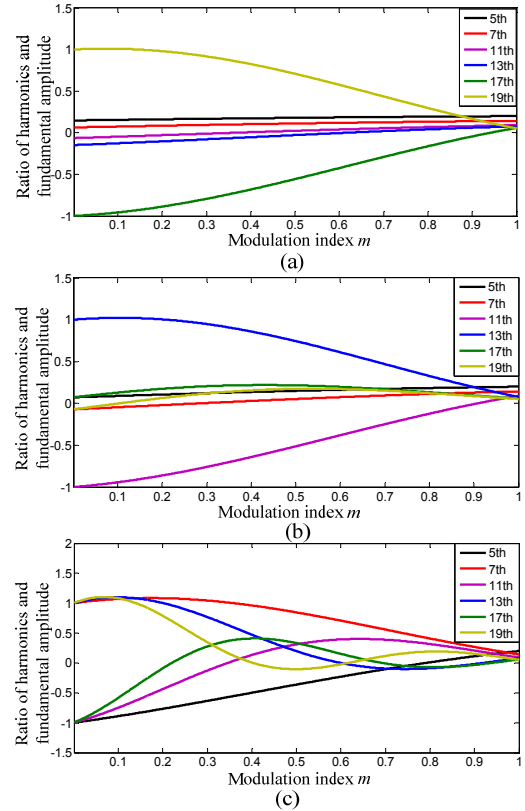 Ratio of harmonics and
fundamental amplitude
1.5
1
0.5
0
-0.5
-1
0.1 0.2 0.3 0.4 0.5 0.6 0.7 0.8 0.9 1
Modulation index m
5th
7th
11th
13th
17th
19th
(a)
Ratio of harmonics and
fundamental amplitude
1.5
1
0.5
0
-0.5
-1
0.1 0.2 0.3 0.4 0.5 0.6 0.7 0.8 0.9 1
Modulation index m
5th
7th
11th
13th
17th
19th
(b)
Ratio of harmonics and
fundamental amplitude
2
1.5
1
0.5
0
-0.5
-1
-1.5
0.1 0.2 0.3 0.4 0.5 0.6 0.7 0.8 0.9 1
Modulation index m
5th
7th
11th
13th
17th
19th
(c)